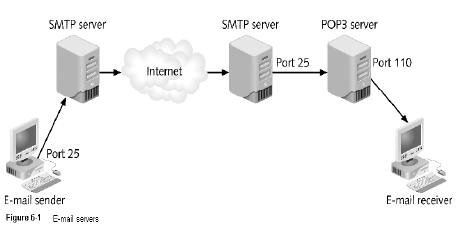 SMTP server
SMTP server
POP3 server
Internet
Port 25
Port 110
Port 25
E-mail sender
E-mail receiver
Figure 6-1 E-mail servers